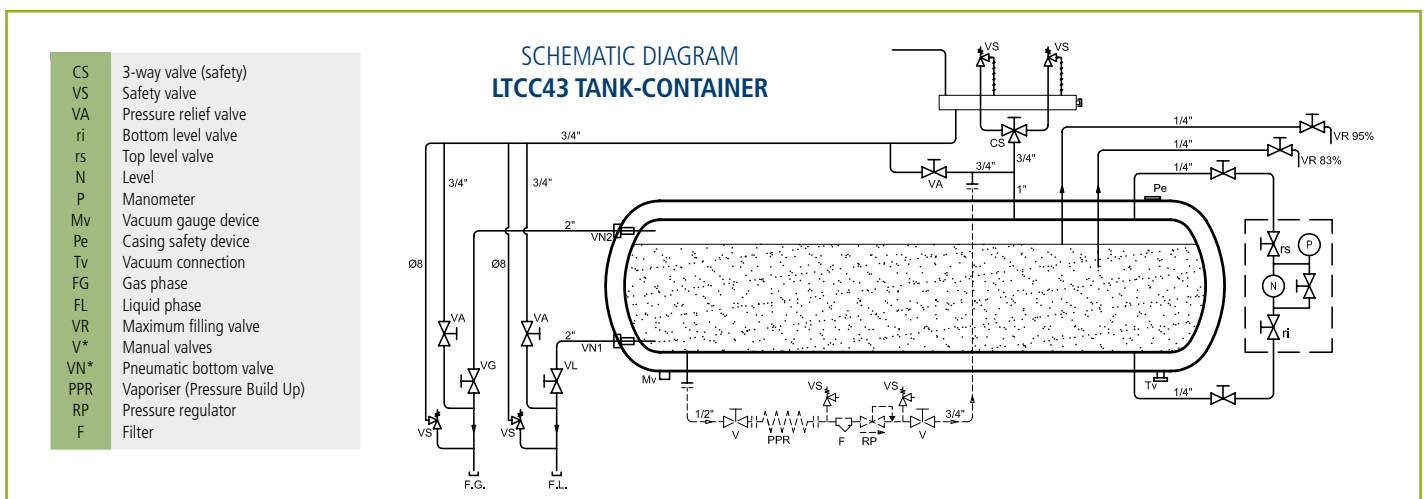 SCHEMATIC DIAGRAM
LTCC43 TANK-CONTAINER
CS 3-way valve (safety)
VS Safety valve
VA Pressure relief valve
ri Bottom level valve
rs Top level valve
N Level
P Manometer
Mv Vacuum gauge device
Pe Casing safety device
Tv Vacuum connection
FG Gas phase
FL Liquid phase
VR Maximum filling valve
V* Manual valves
VN* Pneumatic bottom valve
PPR Vaporiser (Pressure Build Up)
RP Pressure regulator
F Filter
VS VS
1/4"
VR 95%
3/4"
CS
1/4"
VR 83%
3/4"
3/4"
1/4"
VA
3/4" 3/4"
1"
Pe
2"
VN2
rs P
Ø8 Ø8
N
VA VA
ri
2"
VN1
VG VL
Mv
Tv
VS VS
1/4"
1/2" 3/4"
VS VS
V PPR F RP V
F.G. F.L.